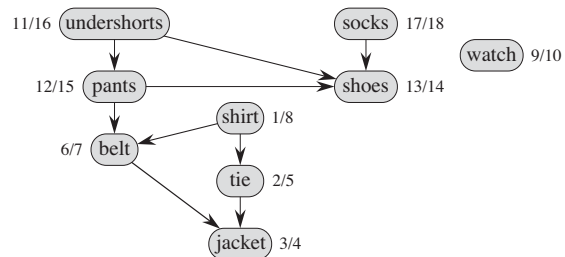 11/16 undershorts socks 17/18
watch 9/10
12/15 pants shoes 13/14
shirt 1/8
6/7 belt
tie 2/5
jacket 3/4